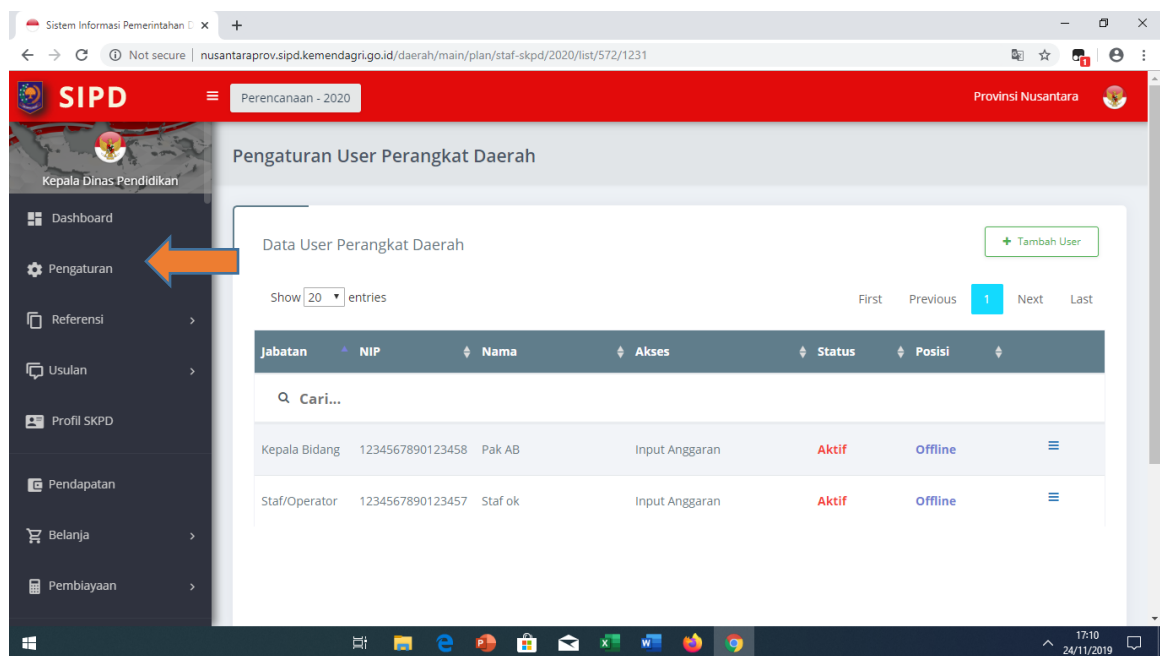 Sistem Informasi Pemerintahan D
Not secure | nusantaraprov.sipd.kemendagri.go.id/daerah/main/plan/staf-skpd/2020/list/572/1231
1
SIPD
Perencanaan - 2020
Provinsi Nusantara
Kepala Dinas Pendidikan
Pengaturan User Perangkat Daerah
Dashboard
Pengaturan
Referensi
Usulan
Profil SKPD
Pendapatan
Belanja
Pembiayaan
Data User Perangkat Daerah
+ Tambah User
Show 20 entries
First Previous 1 Next Last
Jabatan NIP Nama Akses Status Posisi
Cari...
Kepala Bidang 1234567890123458 Pak AB Input Anggaran Aktif Offline
Staf/Operator 1234567890123457 Staf ok Input Anggaran Aktif Offline
17:10
24/11/2019